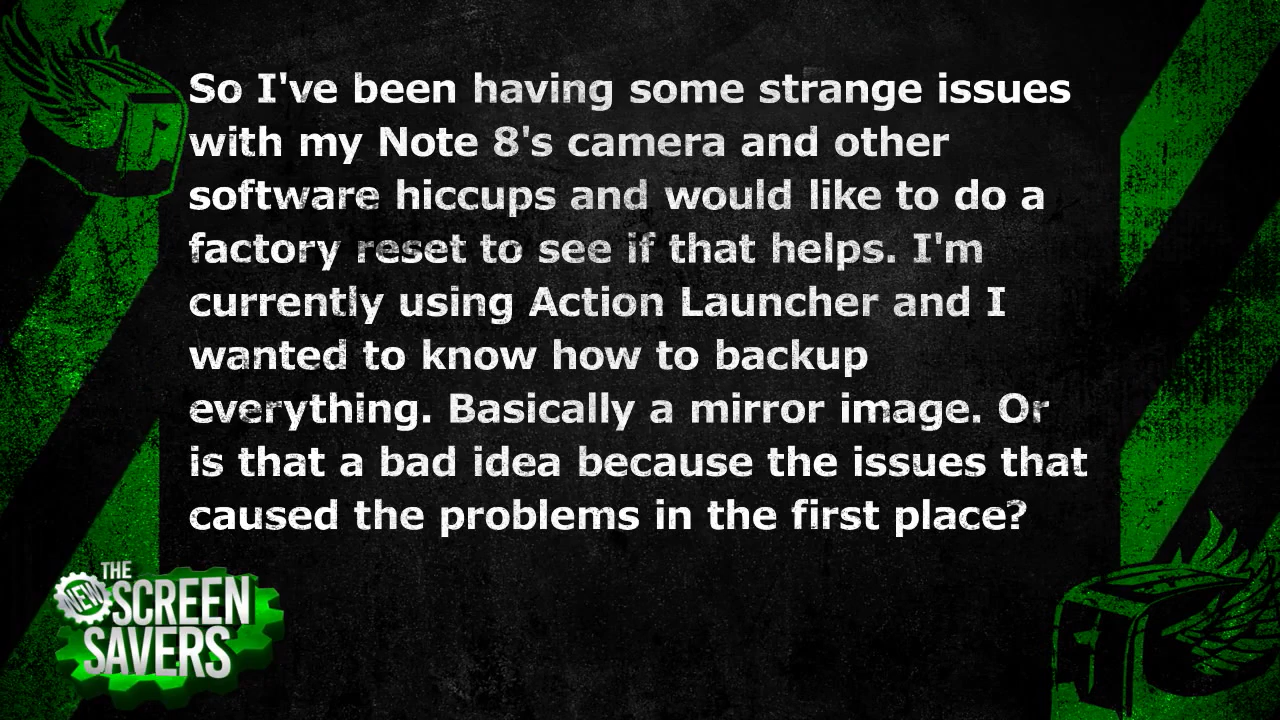 So I've been having some strange issues
with my Note 8's camera and other
software hiccups and would like to do a
factory reset to see if that helps. I'm
currently using Action Launcher and I
wanted to know how to backup
everything. Basically a mirror image. Or
is that a bad idea because the issues that
caused the problems in the first place?
THE
NEW SCREEN
SAVERS